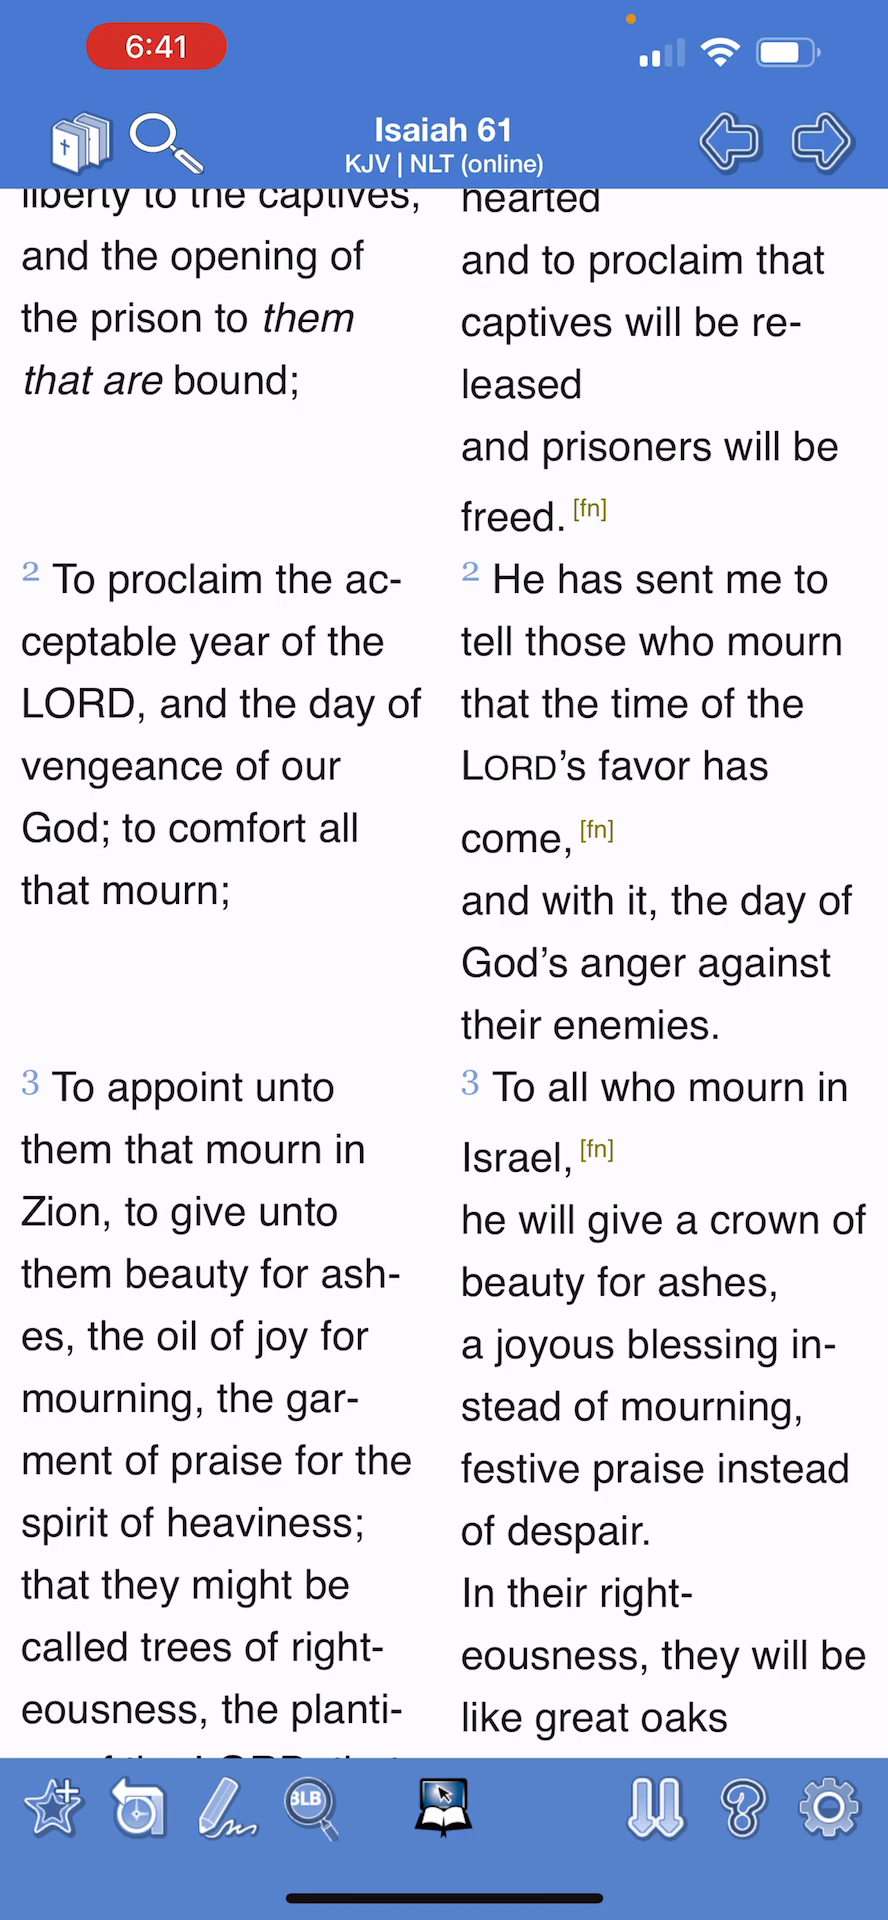 6:41
Isaiah 61
KJV | NLT (online)
liberty to the captives,
and the opening of
the prison to them
that are bound;
2 To proclaim the ac-
ceptable year of the
LORD, and the day of
vengeance of our
God; to comfort all
that mourn;
3 To appoint unto
them that mourn in
Zion, to give unto
them beauty for ash-
es, the oil of joy for
mourning, the gar-
ment of praise for the
spirit of heaviness;
that they might be
called trees of right-
eousness, the planti-
hearted
and to proclaim that
captives will be re-
leased
and prisoners will be
freed. [fn]
2 He has sent me to
tell those who mourn
that the time of the
LORD’s favor has
come, [fn]
and with it, the day of
God’s anger against
their enemies.
3 To all who mourn in
Israel, [fn]
he will give a crown of
beauty for ashes,
a joyous blessing in-
stead of mourning,
festive praise instead
of despair.
In their right-
eousness, they will be
like great oaks
BLB